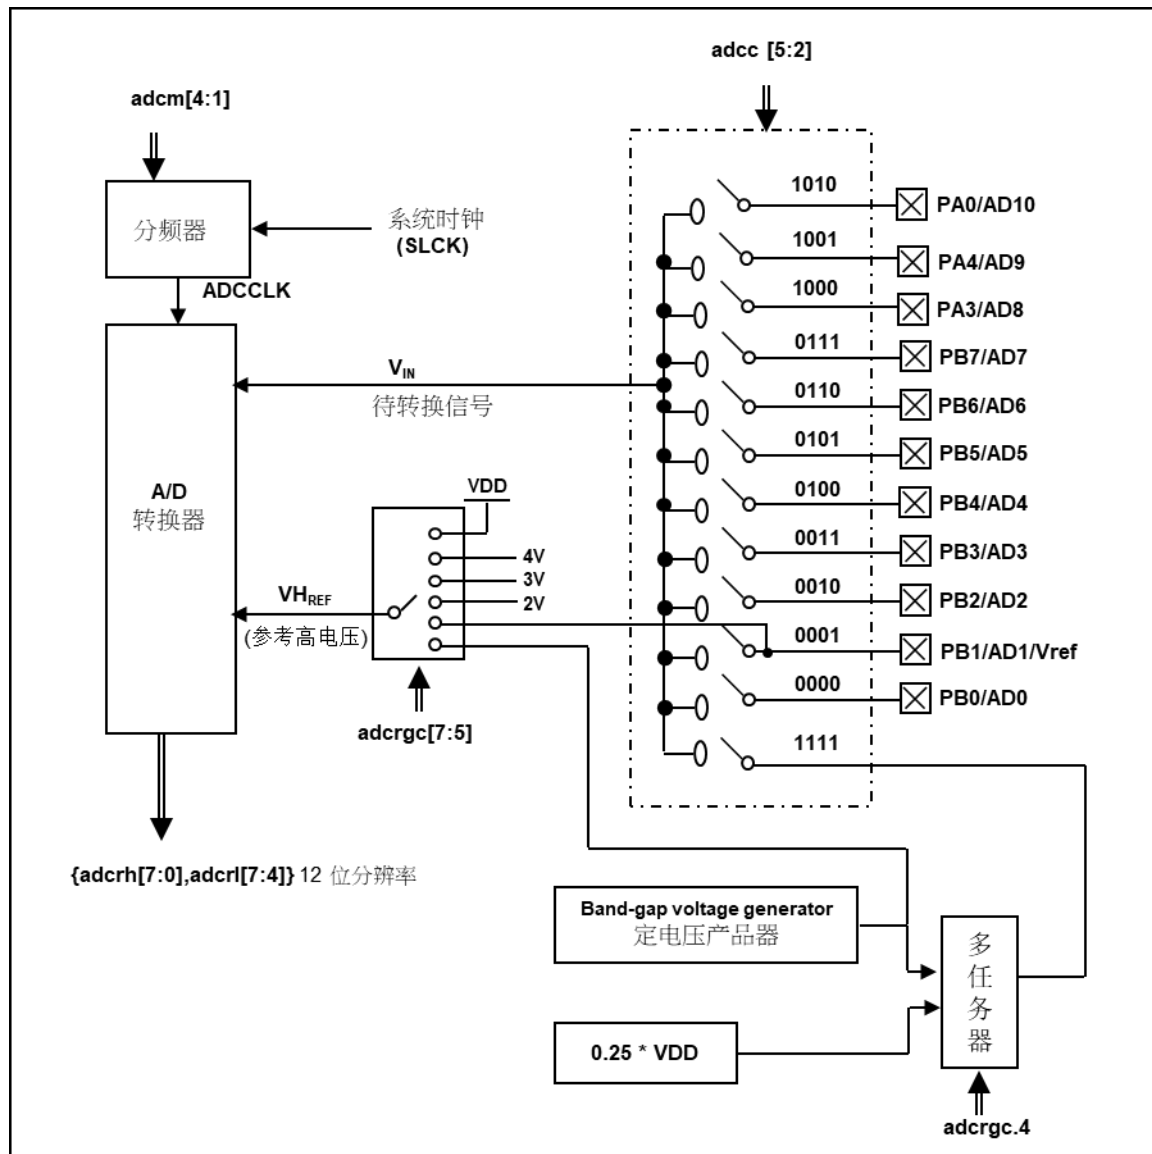 adcc [5:2]
adcm[4:1]
1010
PA0/AD10
分频器
系统时钟
(SLCK)
1001
PA4/AD9
ADCCLK
1000
PA3/AD8
0111
PB7/AD7
VIN
待转换信号
0110
PB6/AD6
0101
PB5/AD5
A/D
转换器
VDD
0100
PB4/AD4
4V
3V
2V
0011
PB3/AD3
VHREF
(参考高电压)
0010
PB2/AD2
0001
PB1/AD1/Vref
0000
PB0/AD0
adcrgc[7:5]
1111
{adcrh[7:0],adcrl[7:4]} 12 位分辨率
Band-gap voltage generator
定电压产品器
多
任
务
器
0.25 * VDD
adcrgc.4